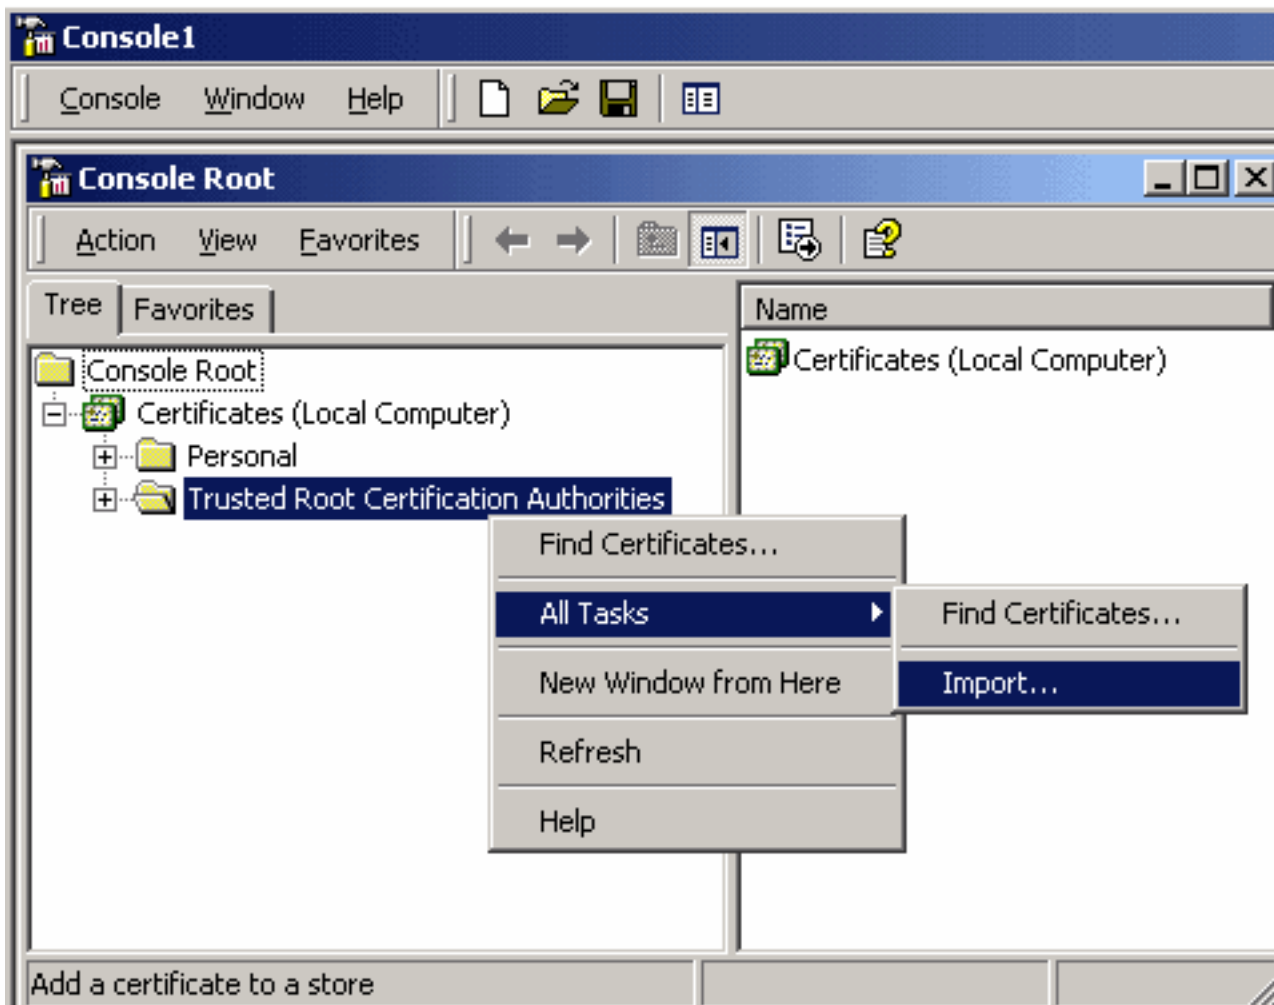 Console1
Console Window Help
Console Root
Action View Favorites
Tree Favorites
Name
Console Root
Certificates (Local Computer)
Certificates (Local Computer)
Personal
Trusted Root Certification Authorities
Find Certificates...
All Tasks
New Window from Here
Refresh
Help
Find Certificates...
Import...
Add a certificate to a store